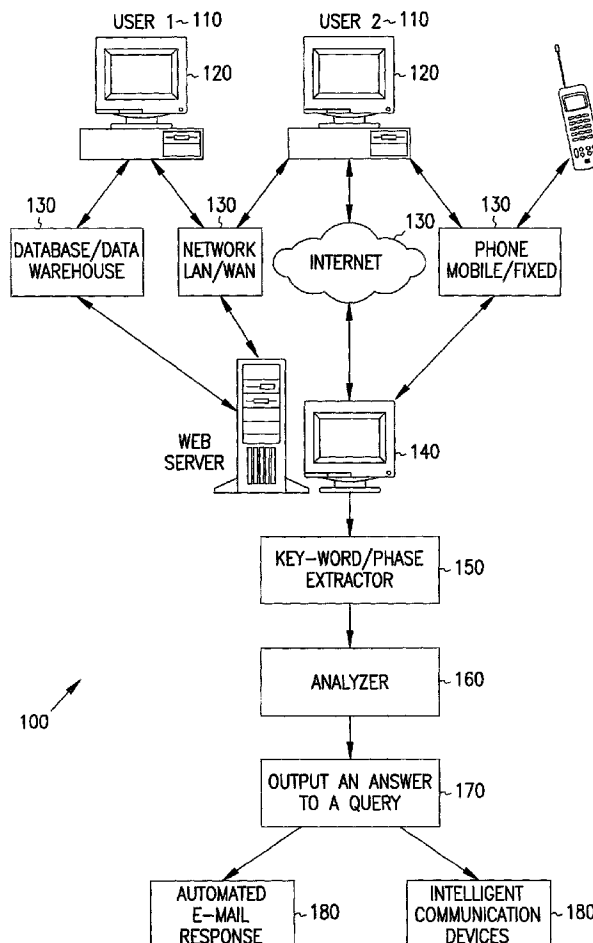 USER 1~110
USER 2~110
120
120
130
130
130
130
DATABASE/DATA
WAREHOUSE
NETWORK
LAN/WAN
INTERNET
PHONE
MOBILE/FIXED
WEB
SERVER
140
KEY-WORD/PHASE
EXTRACTOR
150
ANALYZER
160
100
OUTPUT AN ANSWER
TO A QUERY
170
AUTOMATED
E-MAIL
RESPONSE
180
INTELLIGENT
COMMUNICATION
DEVICES
180